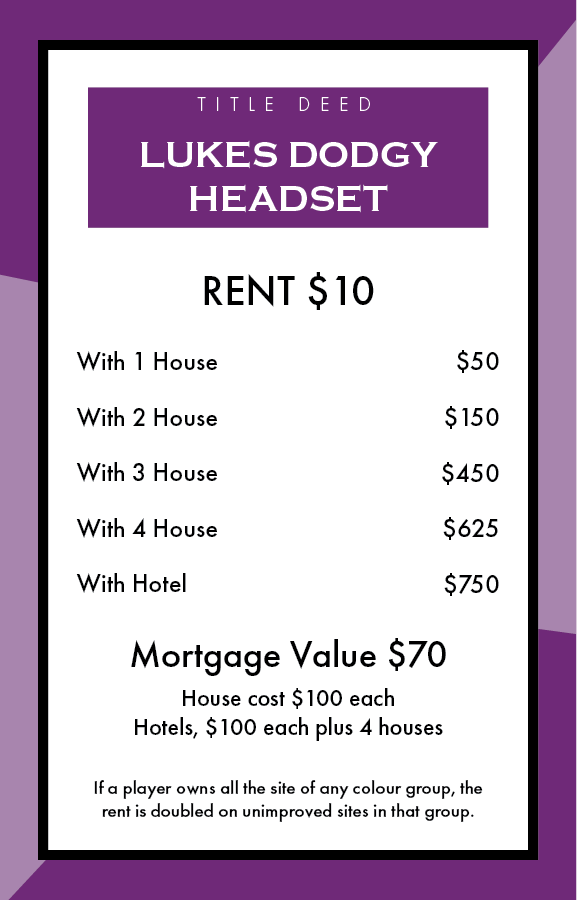 TITLE DEED
LUKES DODGY
HEADSET
RENT $10
With 1 House $50
With 2 House $150
With 3 House $450
With 4 House $625
With Hotel $750
Mortgage Value $70
House cost $100 each
Hotels, $100 each plus 4 houses
If a player owns all the site of any colour group, the
rent is doubled on unimproved sites in that group.